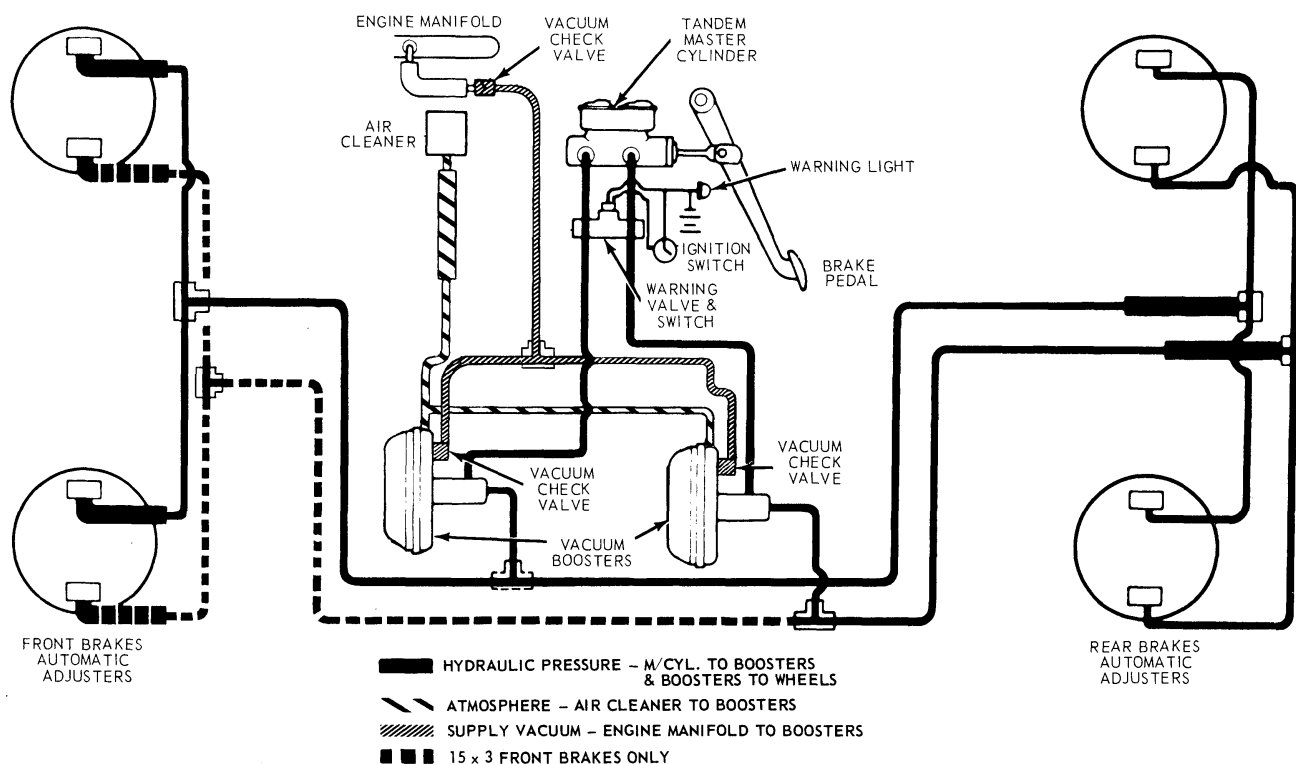 ENGINE MANIFOLD
VACUUM
CHECK
VALVE
TANDEM
MASTER
CYLINDER
AIR
CLEANER
WARNING LIGHT
IGNITION
SWITCH
BRAKE
PEDAL
WARNING
VALVE &
SWITCH
VACUUM
CHECK
VALVE
VACUUM
CHECK
VALVE
VACUUM
BOOSTERS
FRONT BRAKES
AUTOMATIC
ADJUSTERS
REAR BRAKES
AUTOMATIC
ADJUSTERS
HYDRAULIC PRESSURE – M/CYL. TO BOOSTERS
& BOOSTERS TO WHEELS
ATMOSPHERE – AIR CLEANER TO BOOSTERS
SUPPLY VACUUM – ENGINE MANIFOLD TO BOOSTERS
15 x 3 FRONT BRAKES ONLY